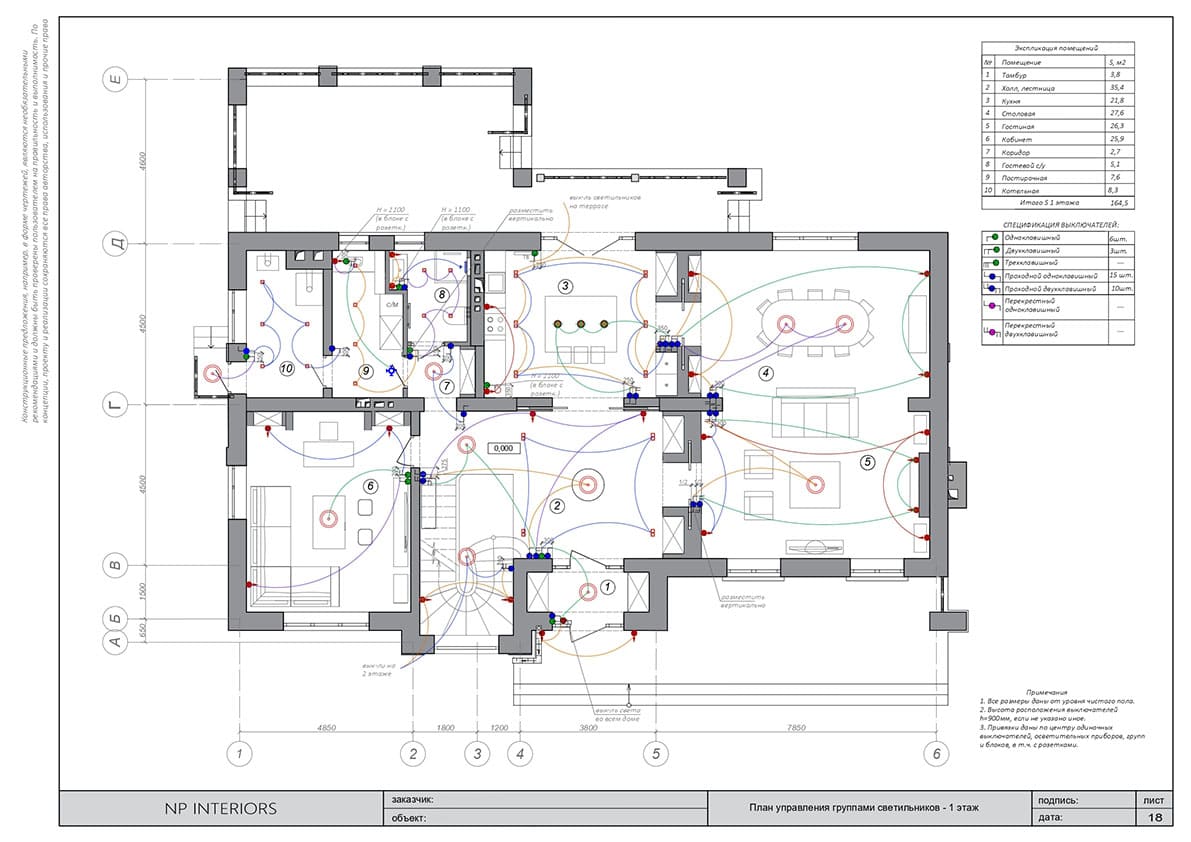 Конструкционные предложения, например, в форме чертежей, являются необязательными
рекомендациями и должны быть проверены пользователем на правильность и выполнимость. По
концепции, проекту и реализации сохраняются все права авторства, использования и прочие права
Экспликация помещений
№ Помещение S, м2
1 Тамбур 3,8
2 Холл, лестница 35,4
3 Кухня 21,8
4 Столовая 27,6
5 Гостиная 26,3
6 Кабинет 25,9
7 Коридор 2,7
8 Гостевой с/у 5,1
9 Постирочная 7,6
10 Котельная 8,3
Итого S 1 этажа 164,5
СПЕЦИФИКАЦИЯ ВЫКЛЮЧАТЕЛЕЙ:
Одноклавишный 6шт.
Двухклавишный 3шт.
Трехклавишный —
Проходной одноклавишный 15 шт.
Проходной двухклавишный 10шт.
Перекрестный
одноклавишный —
Перекрестный
двухклавишный —
Е
4600
Д
4500
Г
4500
В
1500
Б
650
А
H = 2100
(в блоке с
розетк.)
H = 1100
(в блоке с
розетк.)
разместить
вертикально
выкл-ль светильников
на террасе
ТВ
3
8
с/м
350
10
9
7
4
H = 1100
(в блоке с
розетк.)
0,000
6
2
5
1/2 1/2
1
разместить
вертикально
выкл-ли на
2 этаже
выкл-ль света
во всем доме
4850 1800 1200 3800 7850
1 2 3 4 5 6
Примечания
1. Все размеры даны от уровня чистого пола.
2. Высота расположения выключателей
h=900мм, если не указано иное.
3. Привязки даны по центру одиночных
выключателей, осветительных приборов, групп
и блоков, в т.ч. с розетками.
NP INTERIORS
заказчик:
объект:
План управления группами светильников - 1 этаж
подпись:
дата:
лист
18